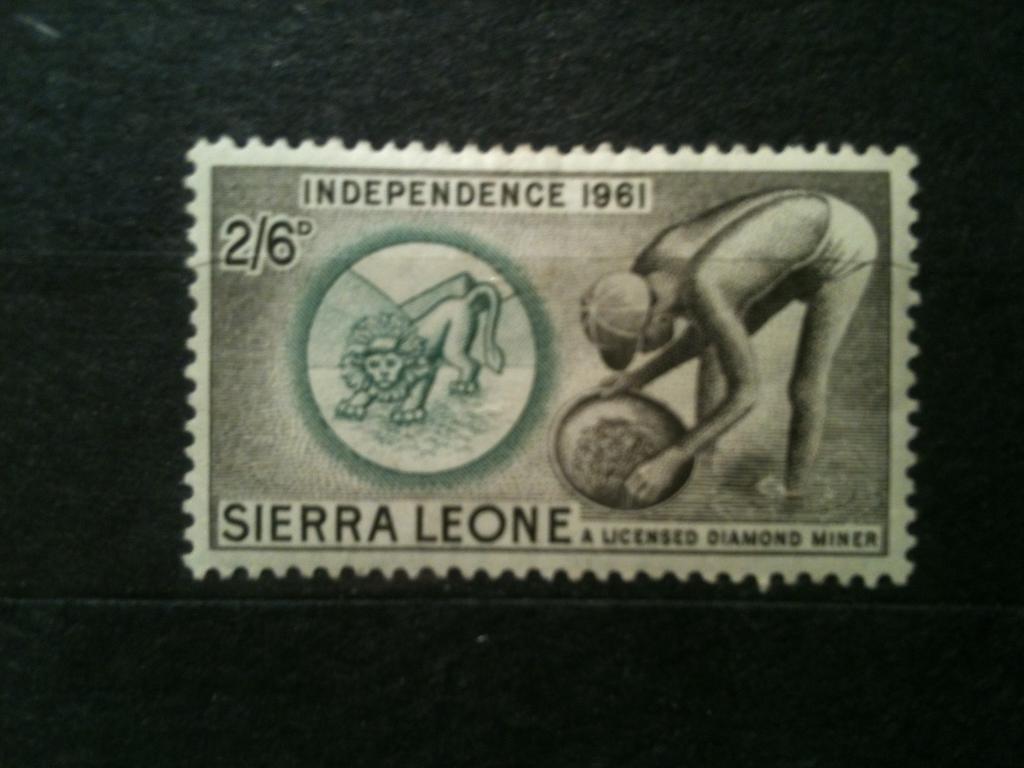 INDEPENDENCE 1961
2/6D
SIERRA LEONE
A LICENSED DIAMOND MINER